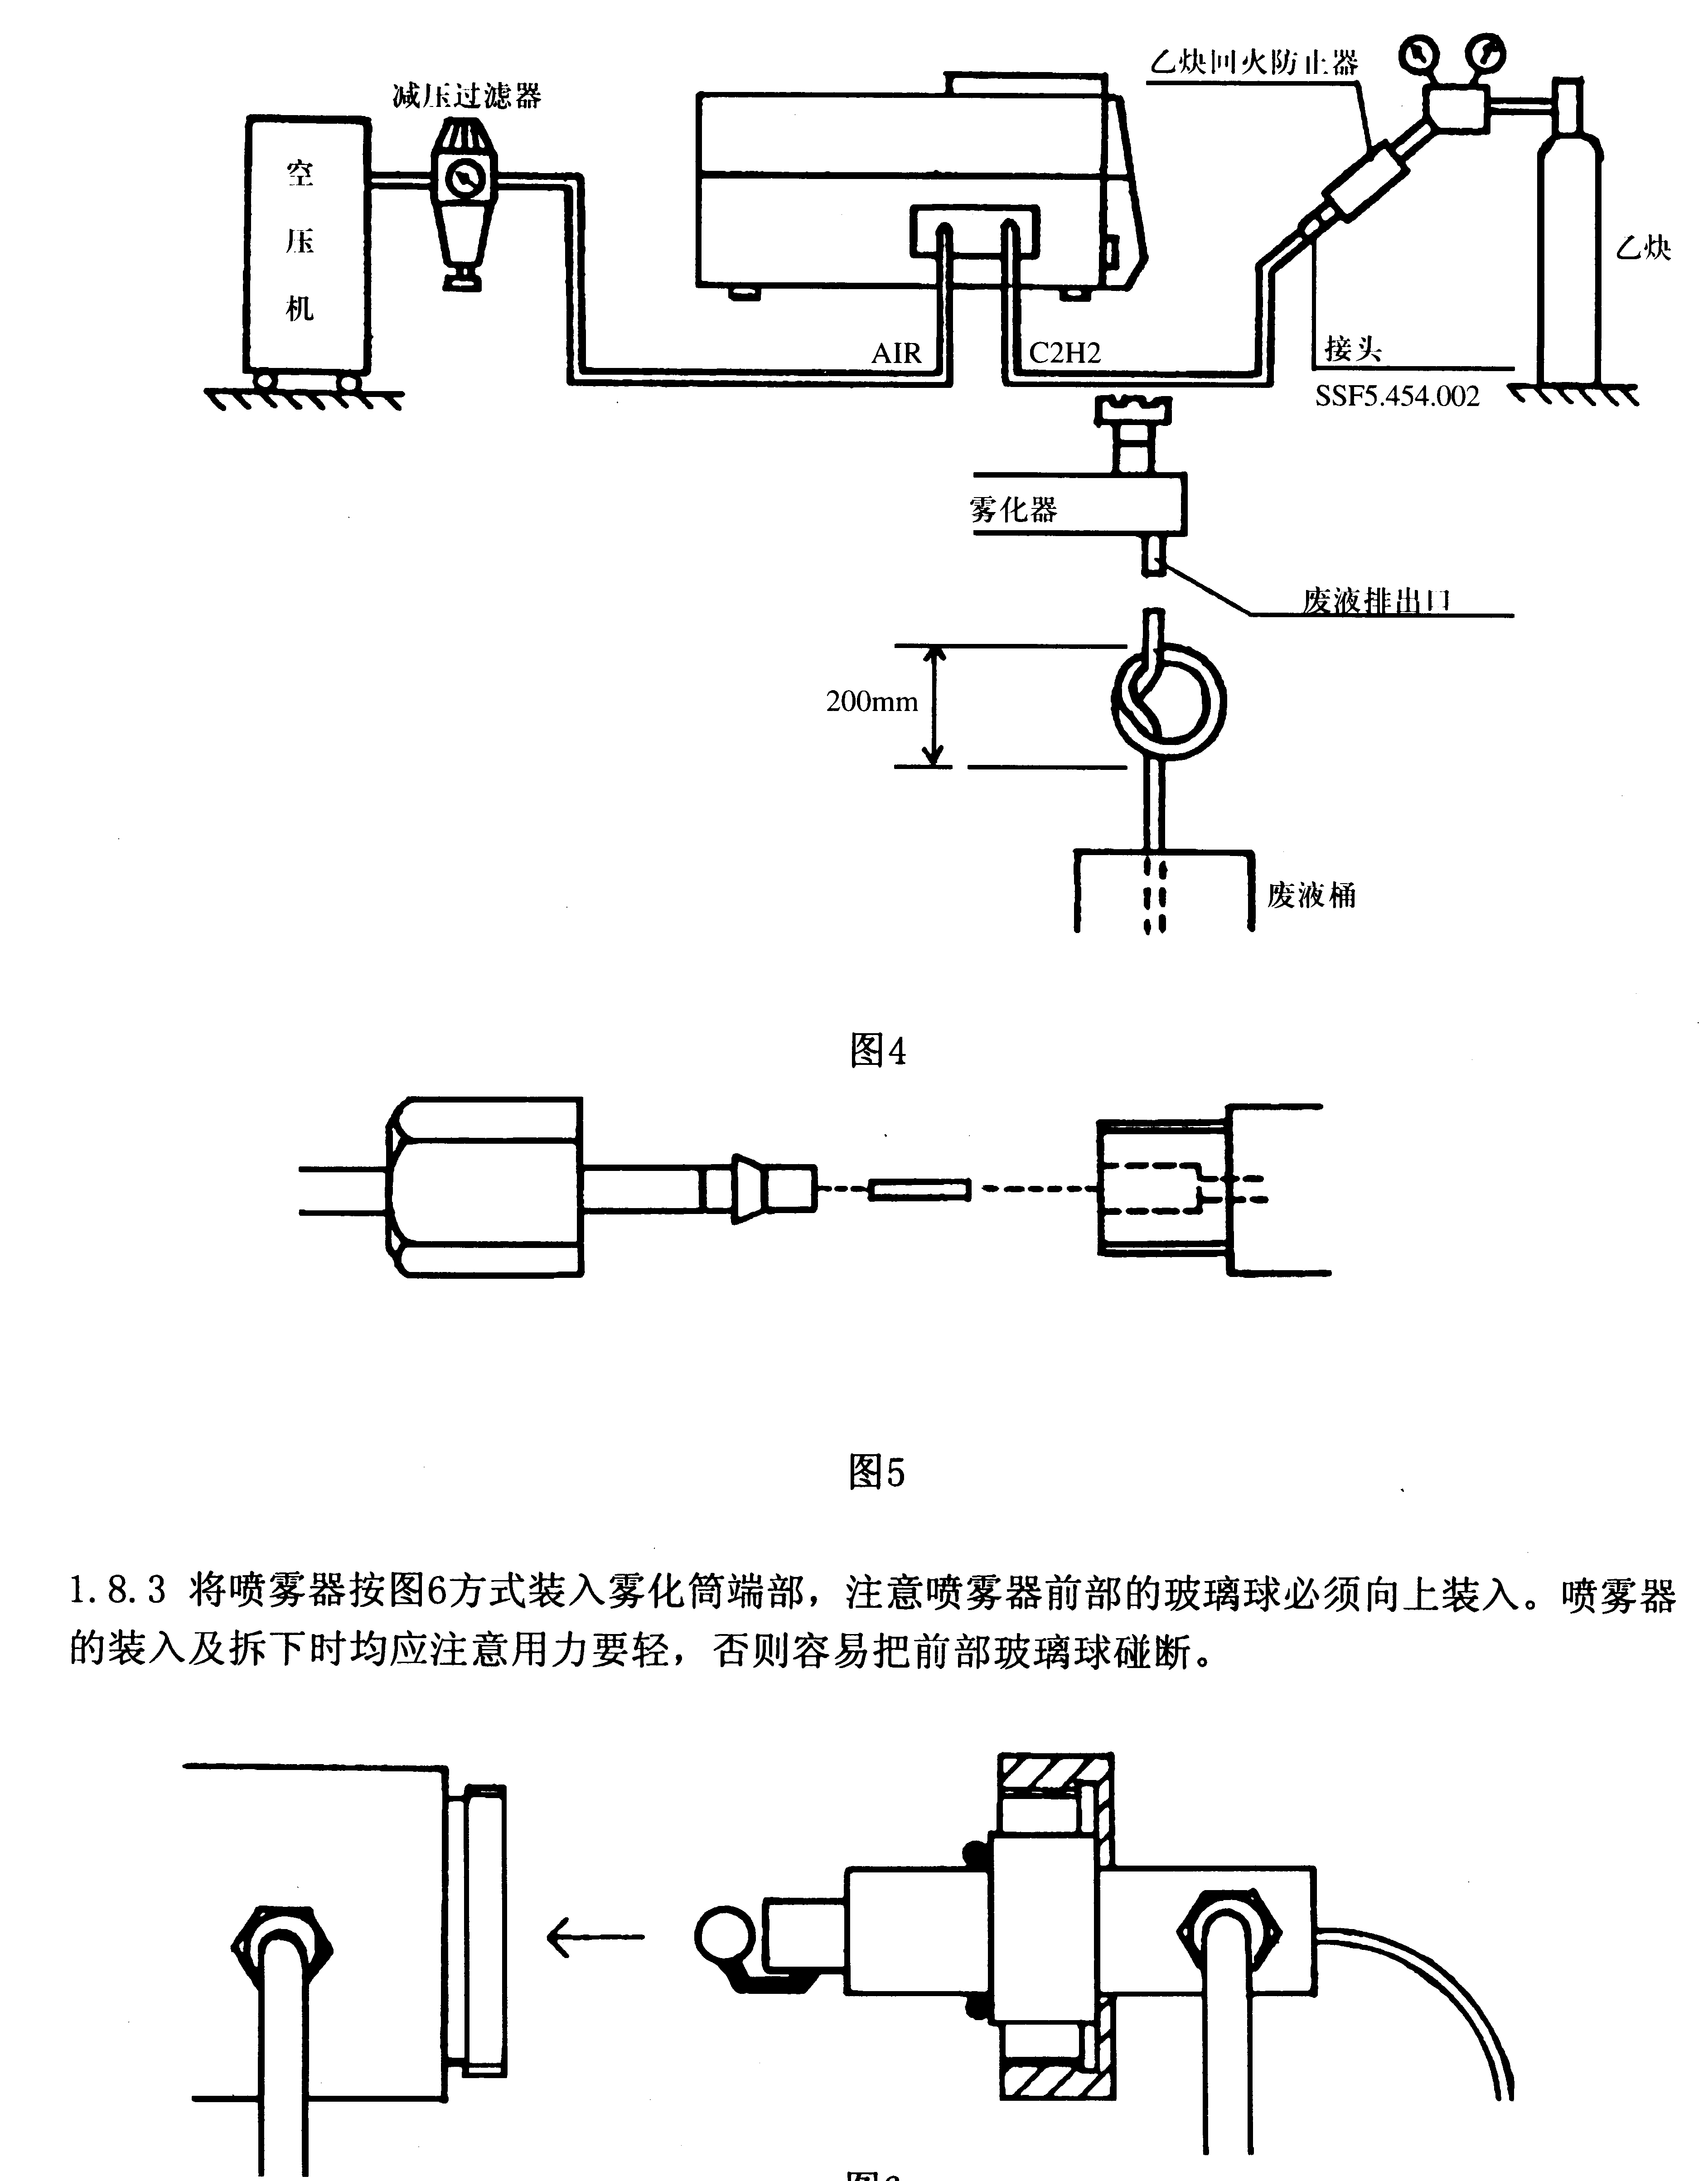 减压过滤器
空
压
机
乙炔回火防止器
乙炔
AIR
C2H2
接头
SSF5.454.002
雾化器
废液排出口
200mm
废液桶
图4
图5
1.8.3 将喷雾器按图6方式装入雾化筒端部，注意喷雾器前部的玻璃球必须向上装入。喷雾器
的装入及拆下时均应注意用力要轻，否则容易把前部玻璃球碰断。